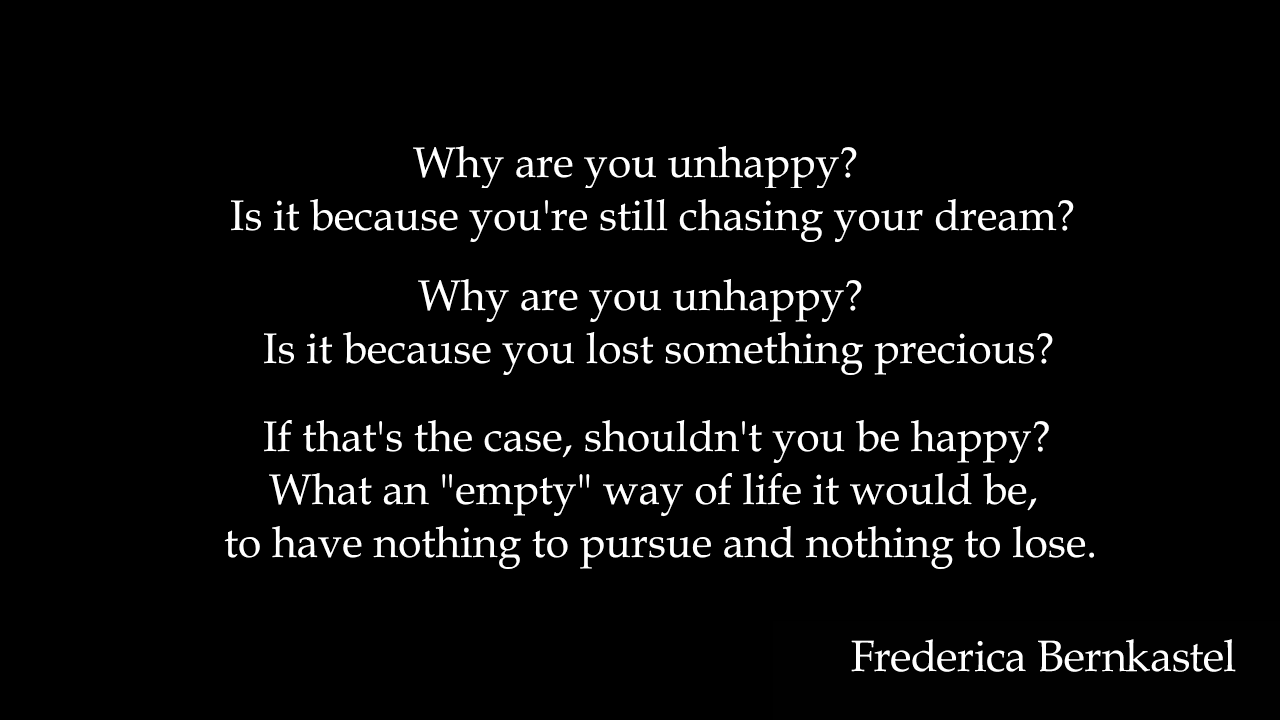 Why are you unhappy?
Is it because you're still chasing your dream?
Why are you unhappy?
Is it because you lost something precious?
If that's the case, shouldn't you be happy?
What an "empty" way of life it would be,
to have nothing to pursue and nothing to lose.
Frederica Bernkastel